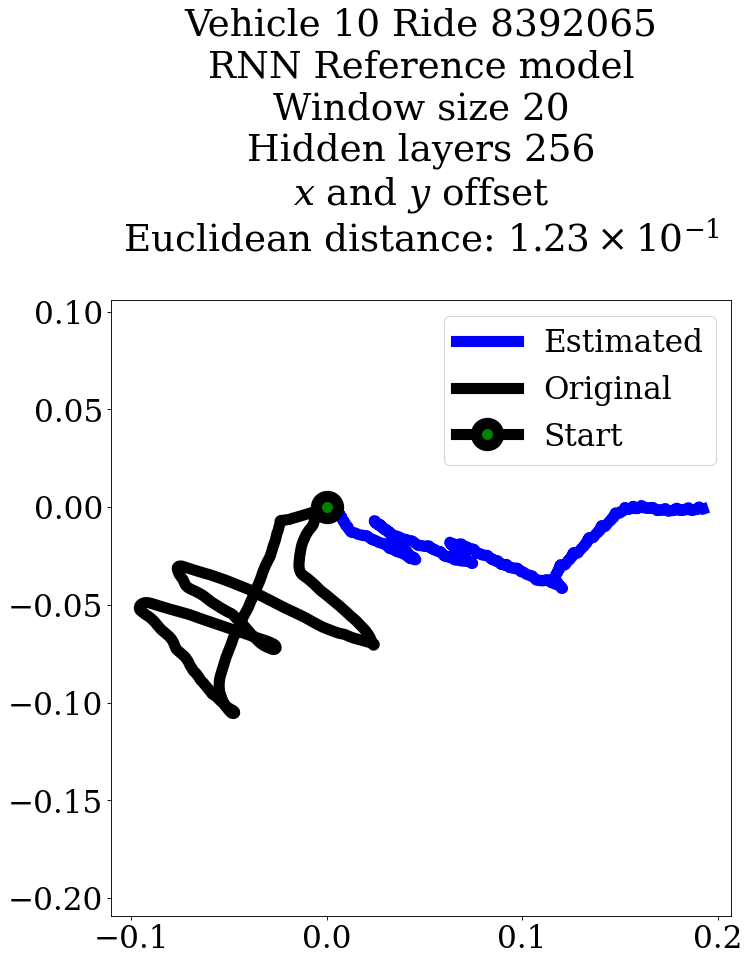 Vehicle 10 Ride 8392065
RNN Reference model
Window size 20
Hidden layers 256
x and y offset
Euclidean distance: 1.23 × 10⁻¹
Estimated
Original
Start
0.10
0.05
0.00
−0.05
−0.10
−0.15
−0.20
−0.1 0.0 0.1 0.2